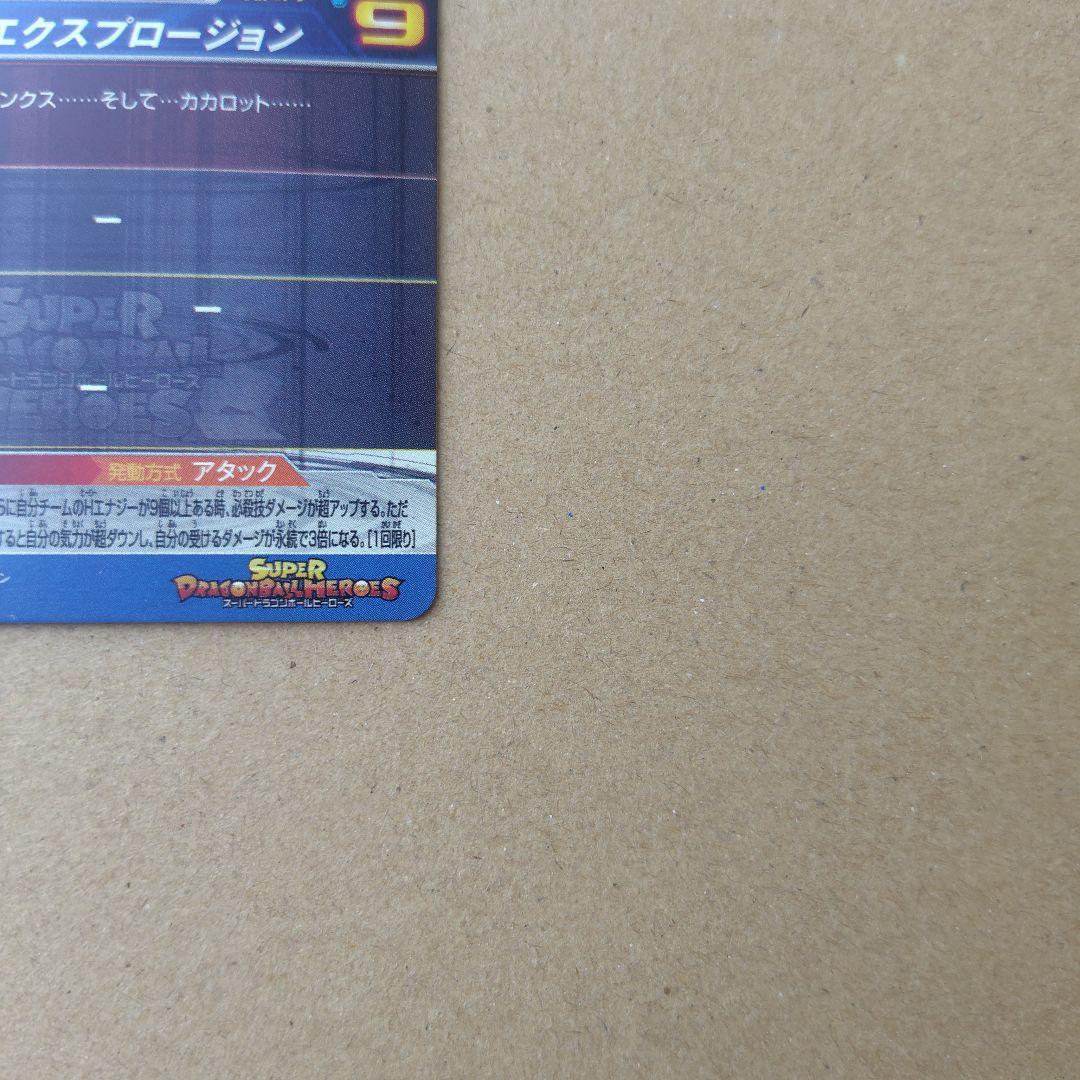 9
エクスプロージョン
ンクス……そして…カカロット……
ー
ー
SUPER
DRAGONBALL
ードラゴンボールヒーローズ
HEROES
ー
発動方式 アタック
らに自分チームのHエナジーが9個以上ある時、必殺技ダメージが超アップする。ただ
すると自分の気力が超ダウンし、自分の受けるダメージが永続で3倍になる。[1回限り]
ン
SUPER
DRAGONBALL HEROES
スーパードラゴンボールヒーローズ